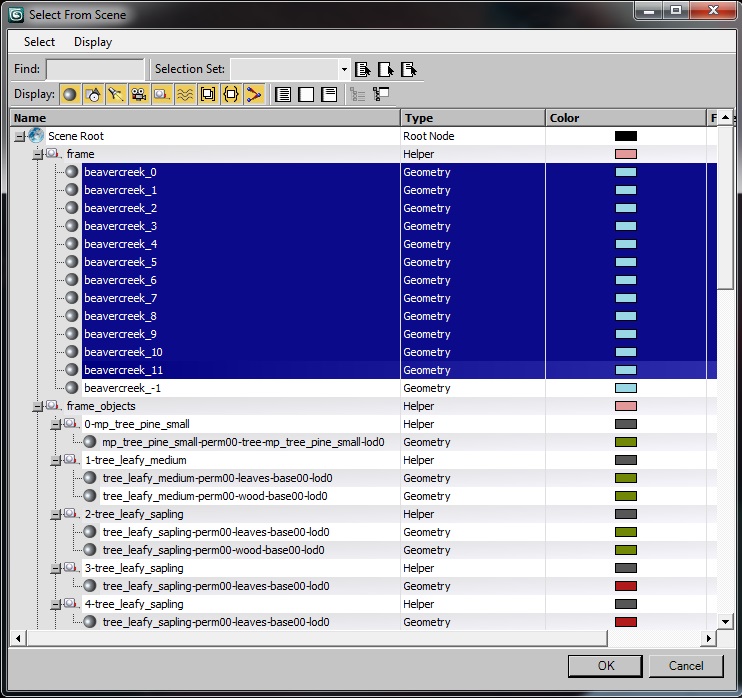 Select From Scene
Select Display
Find: Selection Set:
Display:
Name Type Color
Scene Root Root Node
frame Helper
beavercreek_0 Geometry
beavercreek_1 Geometry
beavercreek_2 Geometry
beavercreek_3 Geometry
beavercreek_4 Geometry
beavercreek_5 Geometry
beavercreek_6 Geometry
beavercreek_7 Geometry
beavercreek_8 Geometry
beavercreek_9 Geometry
beavercreek_10 Geometry
beavercreek_11 Geometry
beavercreek_-1 Geometry
frame_objects Helper
0-mp_tree_pine_small Helper
mp_tree_pine_small-perm00-tree-mp_tree_pine_small-lod0 Geometry
1-tree_leafy_medium Helper
tree_leafy_medium-perm00-leaves-base00-lod0 Geometry
tree_leafy_medium-perm00-wood-base00-lod0 Geometry
2-tree_leafy_sapling Helper
tree_leafy_sapling-perm00-leaves-base00-lod0 Geometry
tree_leafy_sapling-perm00-wood-base00-lod0 Geometry
3-tree_leafy_sapling Helper
tree_leafy_sapling-perm00-leaves-base00-lod0 Geometry
4-tree_leafy_sapling Helper
tree_leafy_sapling-perm00-leaves-base00-lod0 Geometry
OK Cancel